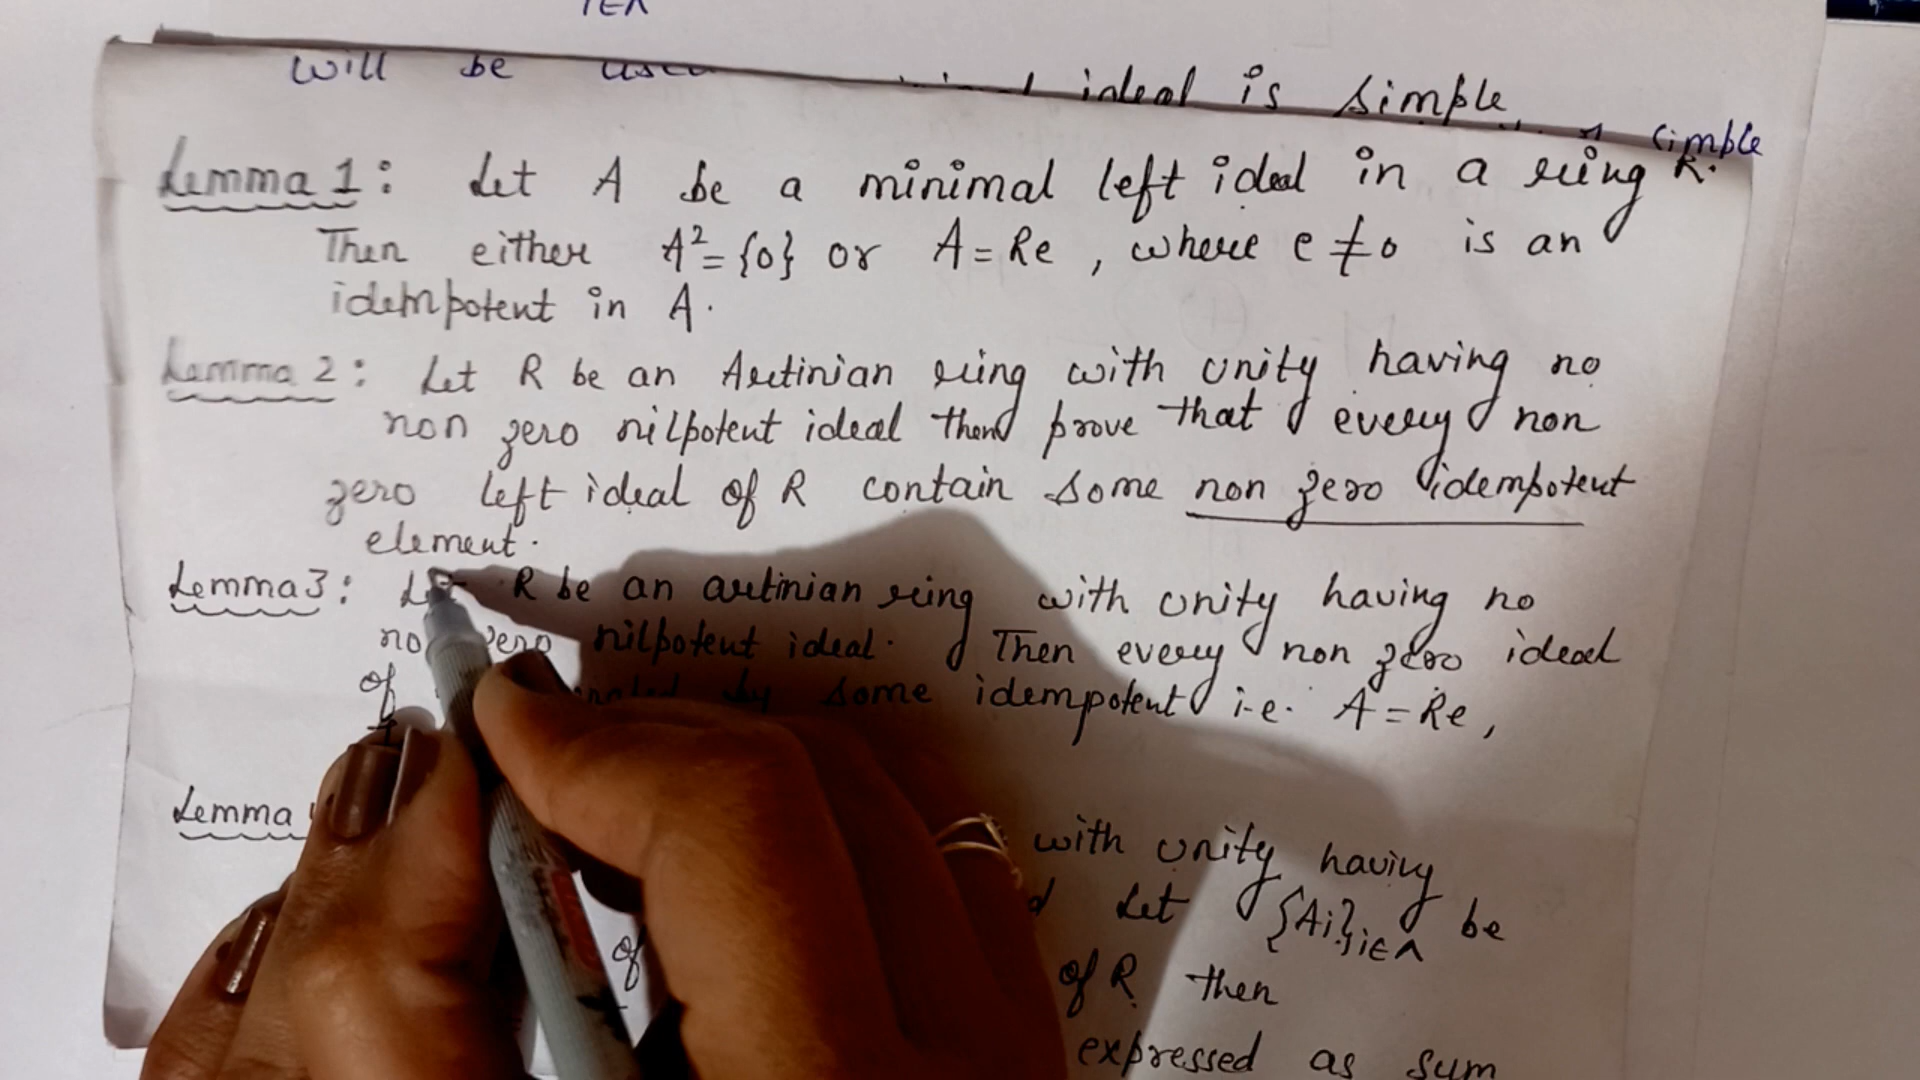 will be
ideal is simple
simple
Lemma 1: Let A be a minimal left ideal in a ring R.
Then either A²={0} or A=Re, where e≠0 is an
idempotent in A.
Lemma 2: Let R be an Artinian ring with unity having no
non zero nilpotent ideal then prove that every non
zero left ideal of R contain some non zero idempotent
element.
Lemma 3: Let R be an artinian ring with unity having no
zero nilpotent ideal. Then every non zero ideal
of by some idempotent i.e. A=Re,
Lemma with unity having
Let {Ai}i∈Λ be
of of R then
expressed as sum